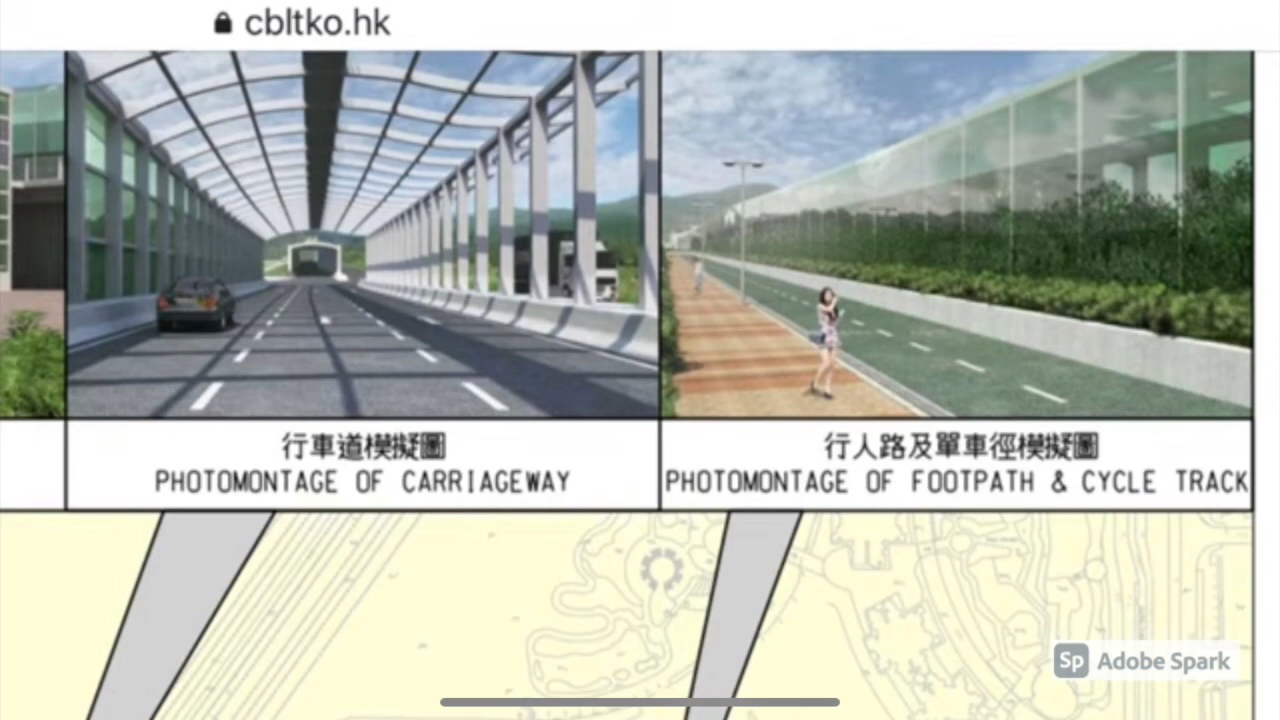 cbltko.hk
行車道模擬圖
PHOTOMONTAGE OF CARRIAGEWAY
行人路及單車徑模擬圖
PHOTOMONTAGE OF FOOTPATH & CYCLE TRACK
Sp Adobe Spark